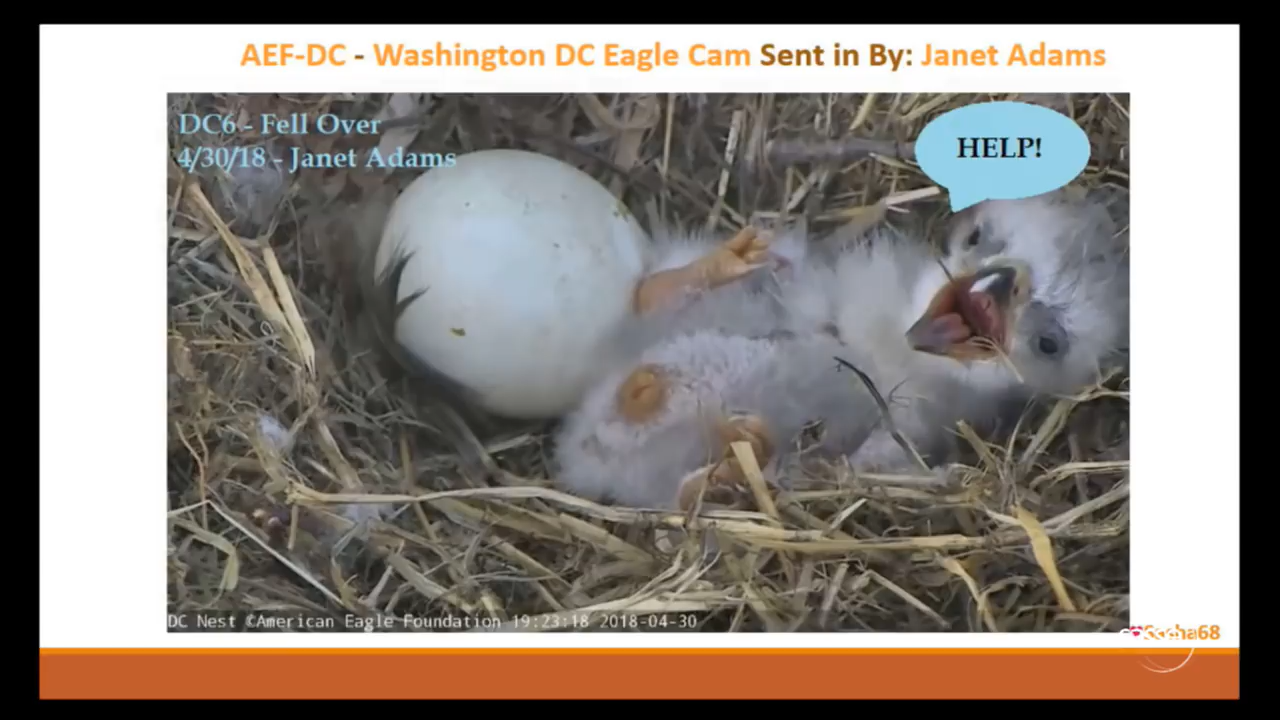 AEF-DC - Washington DC Eagle Cam Sent in By: Janet Adams
DC6 - Fell Over
4/30/18 - Janet Adams
HELP!
DC Nest ©American Eagle Foundation 19:23:18 2018-04-30